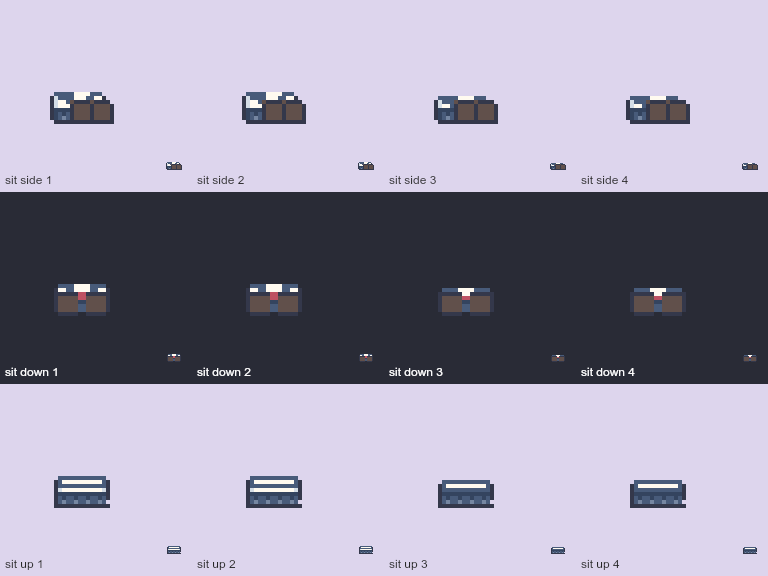 sit side 1
sit side 2
sit side 3
sit side 4
sit down 1
sit down 2
sit down 3
sit down 4
sit up 1
sit up 2
sit up 3
sit up 4